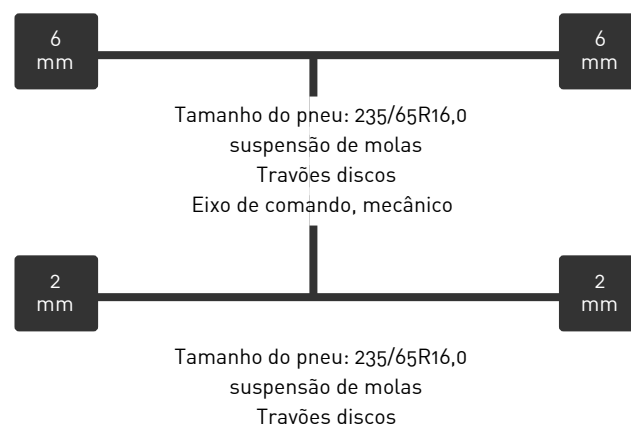 6 6
mm mm
Tamanho do pneu: 235/65R16,0
suspensão de molas
Travões discos
Eixo de comando, mecânico
2 2
mm mm
Tamanho do pneu: 235/65R16,0
suspensão de molas
Travões discos